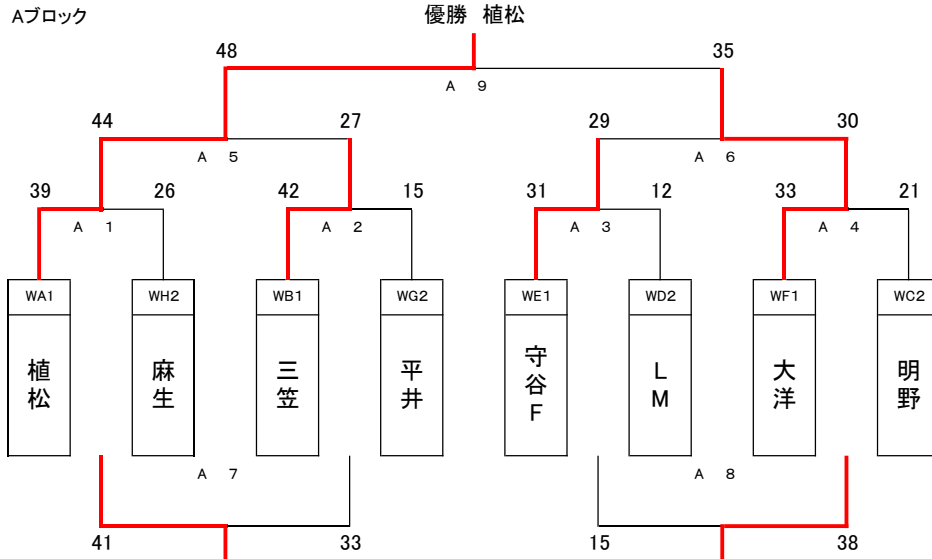 Aブロック
優勝 植松
48 35
A 9
44 27 29 30
A 5 A 6
39 26 42 15 31 12 33 21
A 1 A 2 A 3 A 4
WA1 WH2 WB1 WG2 WE1 WD2 WF1 WC2
植松 麻生 三笠 平井 守谷F LM 大洋 明野
A 7 A 8
41 33 15 38